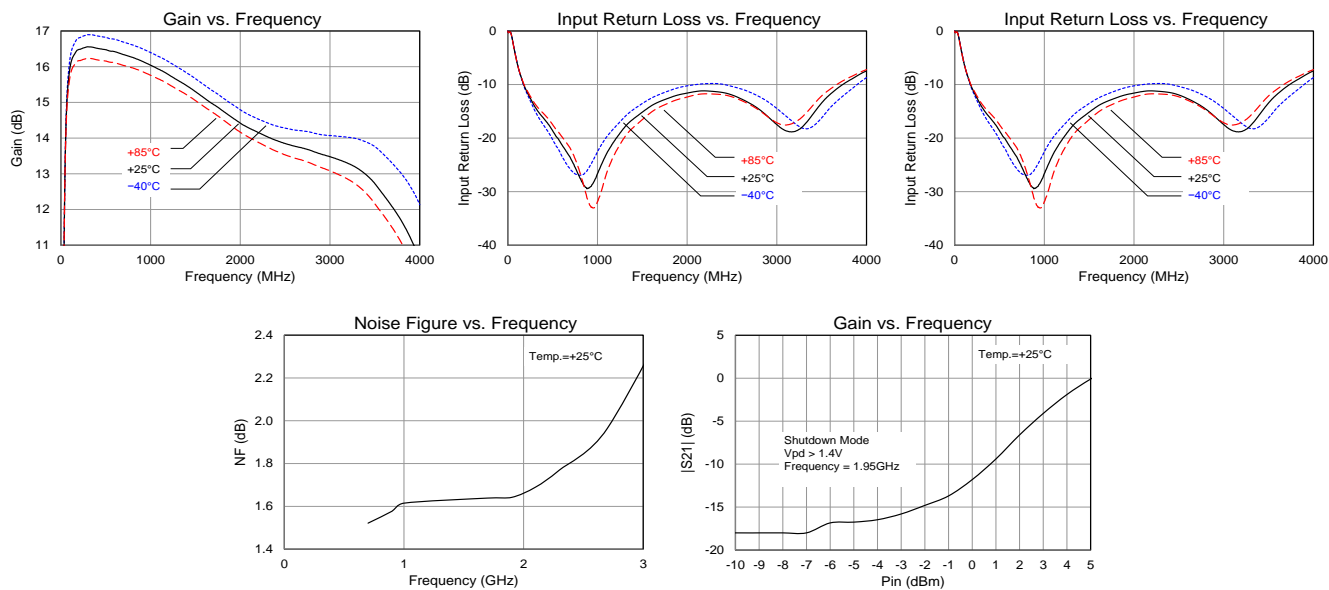 Gain vs. Frequency
17
16
15
14
13
12
11
Gain (dB)
+85°C
+25°C
−40°C
0 1000 2000 3000 4000
Frequency (MHz)
Input Return Loss vs. Frequency
0
-10
-20
-30
-40
Input Return Loss (dB)
+85°C
+25°C
−40°C
0 1000 2000 3000 4000
Frequency (MHz)
Input Return Loss vs. Frequency
0
-10
-20
-30
-40
Input Return Loss (dB)
+85°C
+25°C
−40°C
0 1000 2000 3000 4000
Frequency (MHz)
Noise Figure vs. Frequency
2.4
2.2
2.0
1.8
1.6
1.4
NF (dB)
Temp.=+25°C
0 1 2 3
Frequency (GHz)
Gain vs. Frequency
5
0
-5
-10
-15
-20
|S21| (dB)
Temp.=+25°C
Shutdown Mode
Vpd > 1.4V
Frequency = 1.95GHz
-10 -9 -8 -7 -6 -5 -4 -3 -2 -1 0 1 2 3 4 5
Pin (dBm)